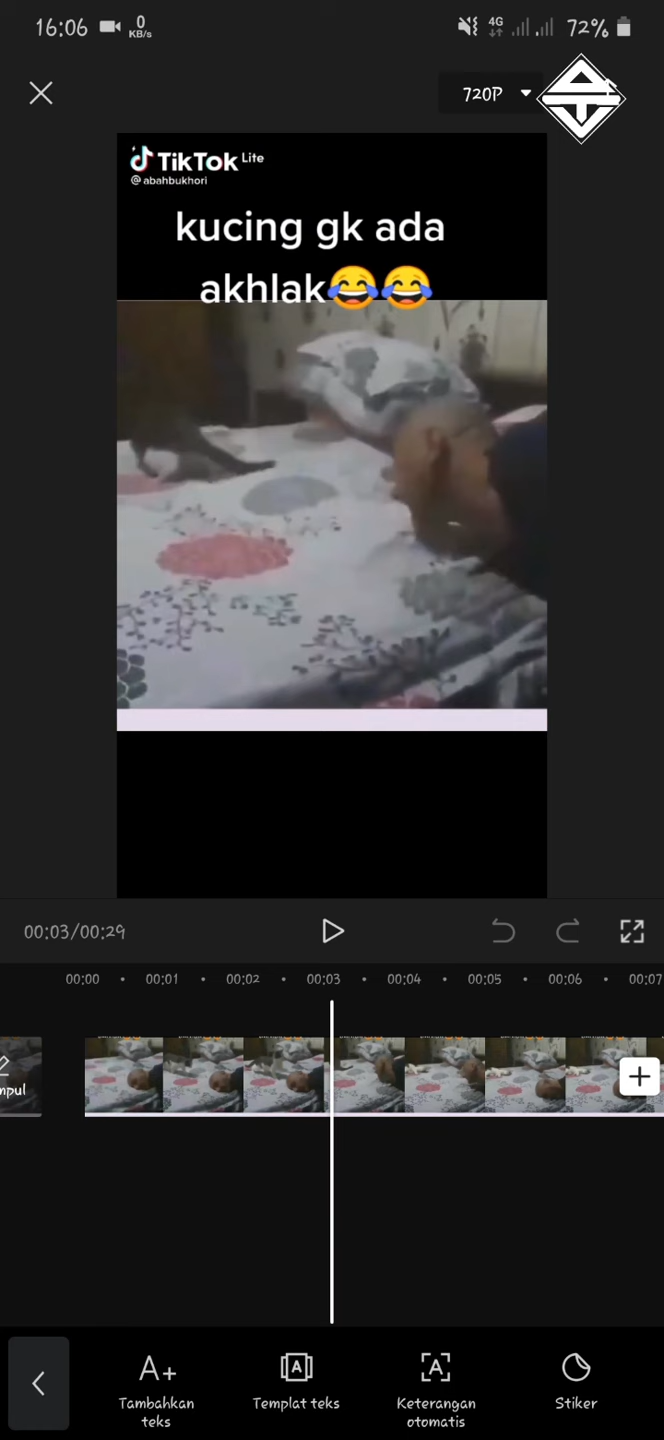 16:06
0
KB/s
4G
72%
720P
TikTok Lite
@abahbukhori
kucing gk ada
akhlak😂😂
00:03/00:29
00:00 • 00:01 • 00:02 • 00:03 • 00:04 • 00:05 • 00:06 • 00:07
mpul
A+
Tambahkan
teks
A
Templat teks
A
Keterangan
otomatis
Stiker